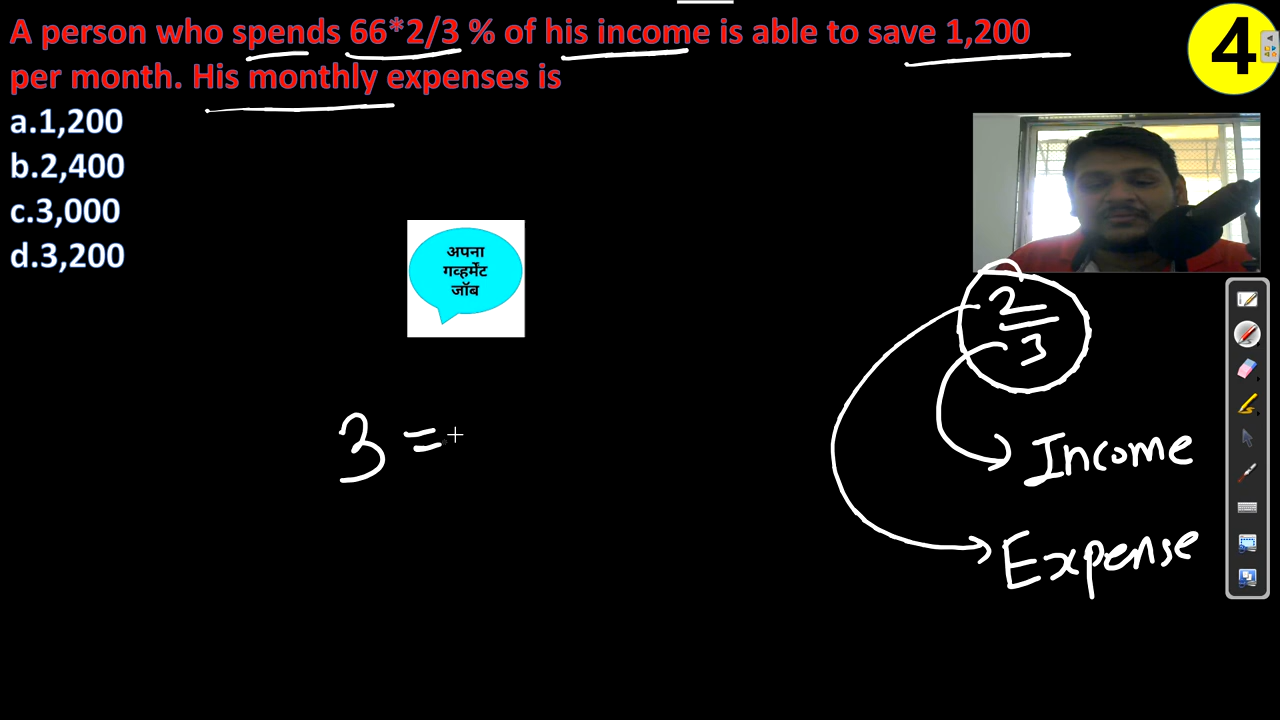 A person who spends 66*2/3 % of his income is able to save 1,200
per month. His monthly expenses is
a.1,200
b.2,400
c.3,000
d.3,200
4
अपना
गव्हर्मेंट
जॉब
2
3
3 =
Income
Expense